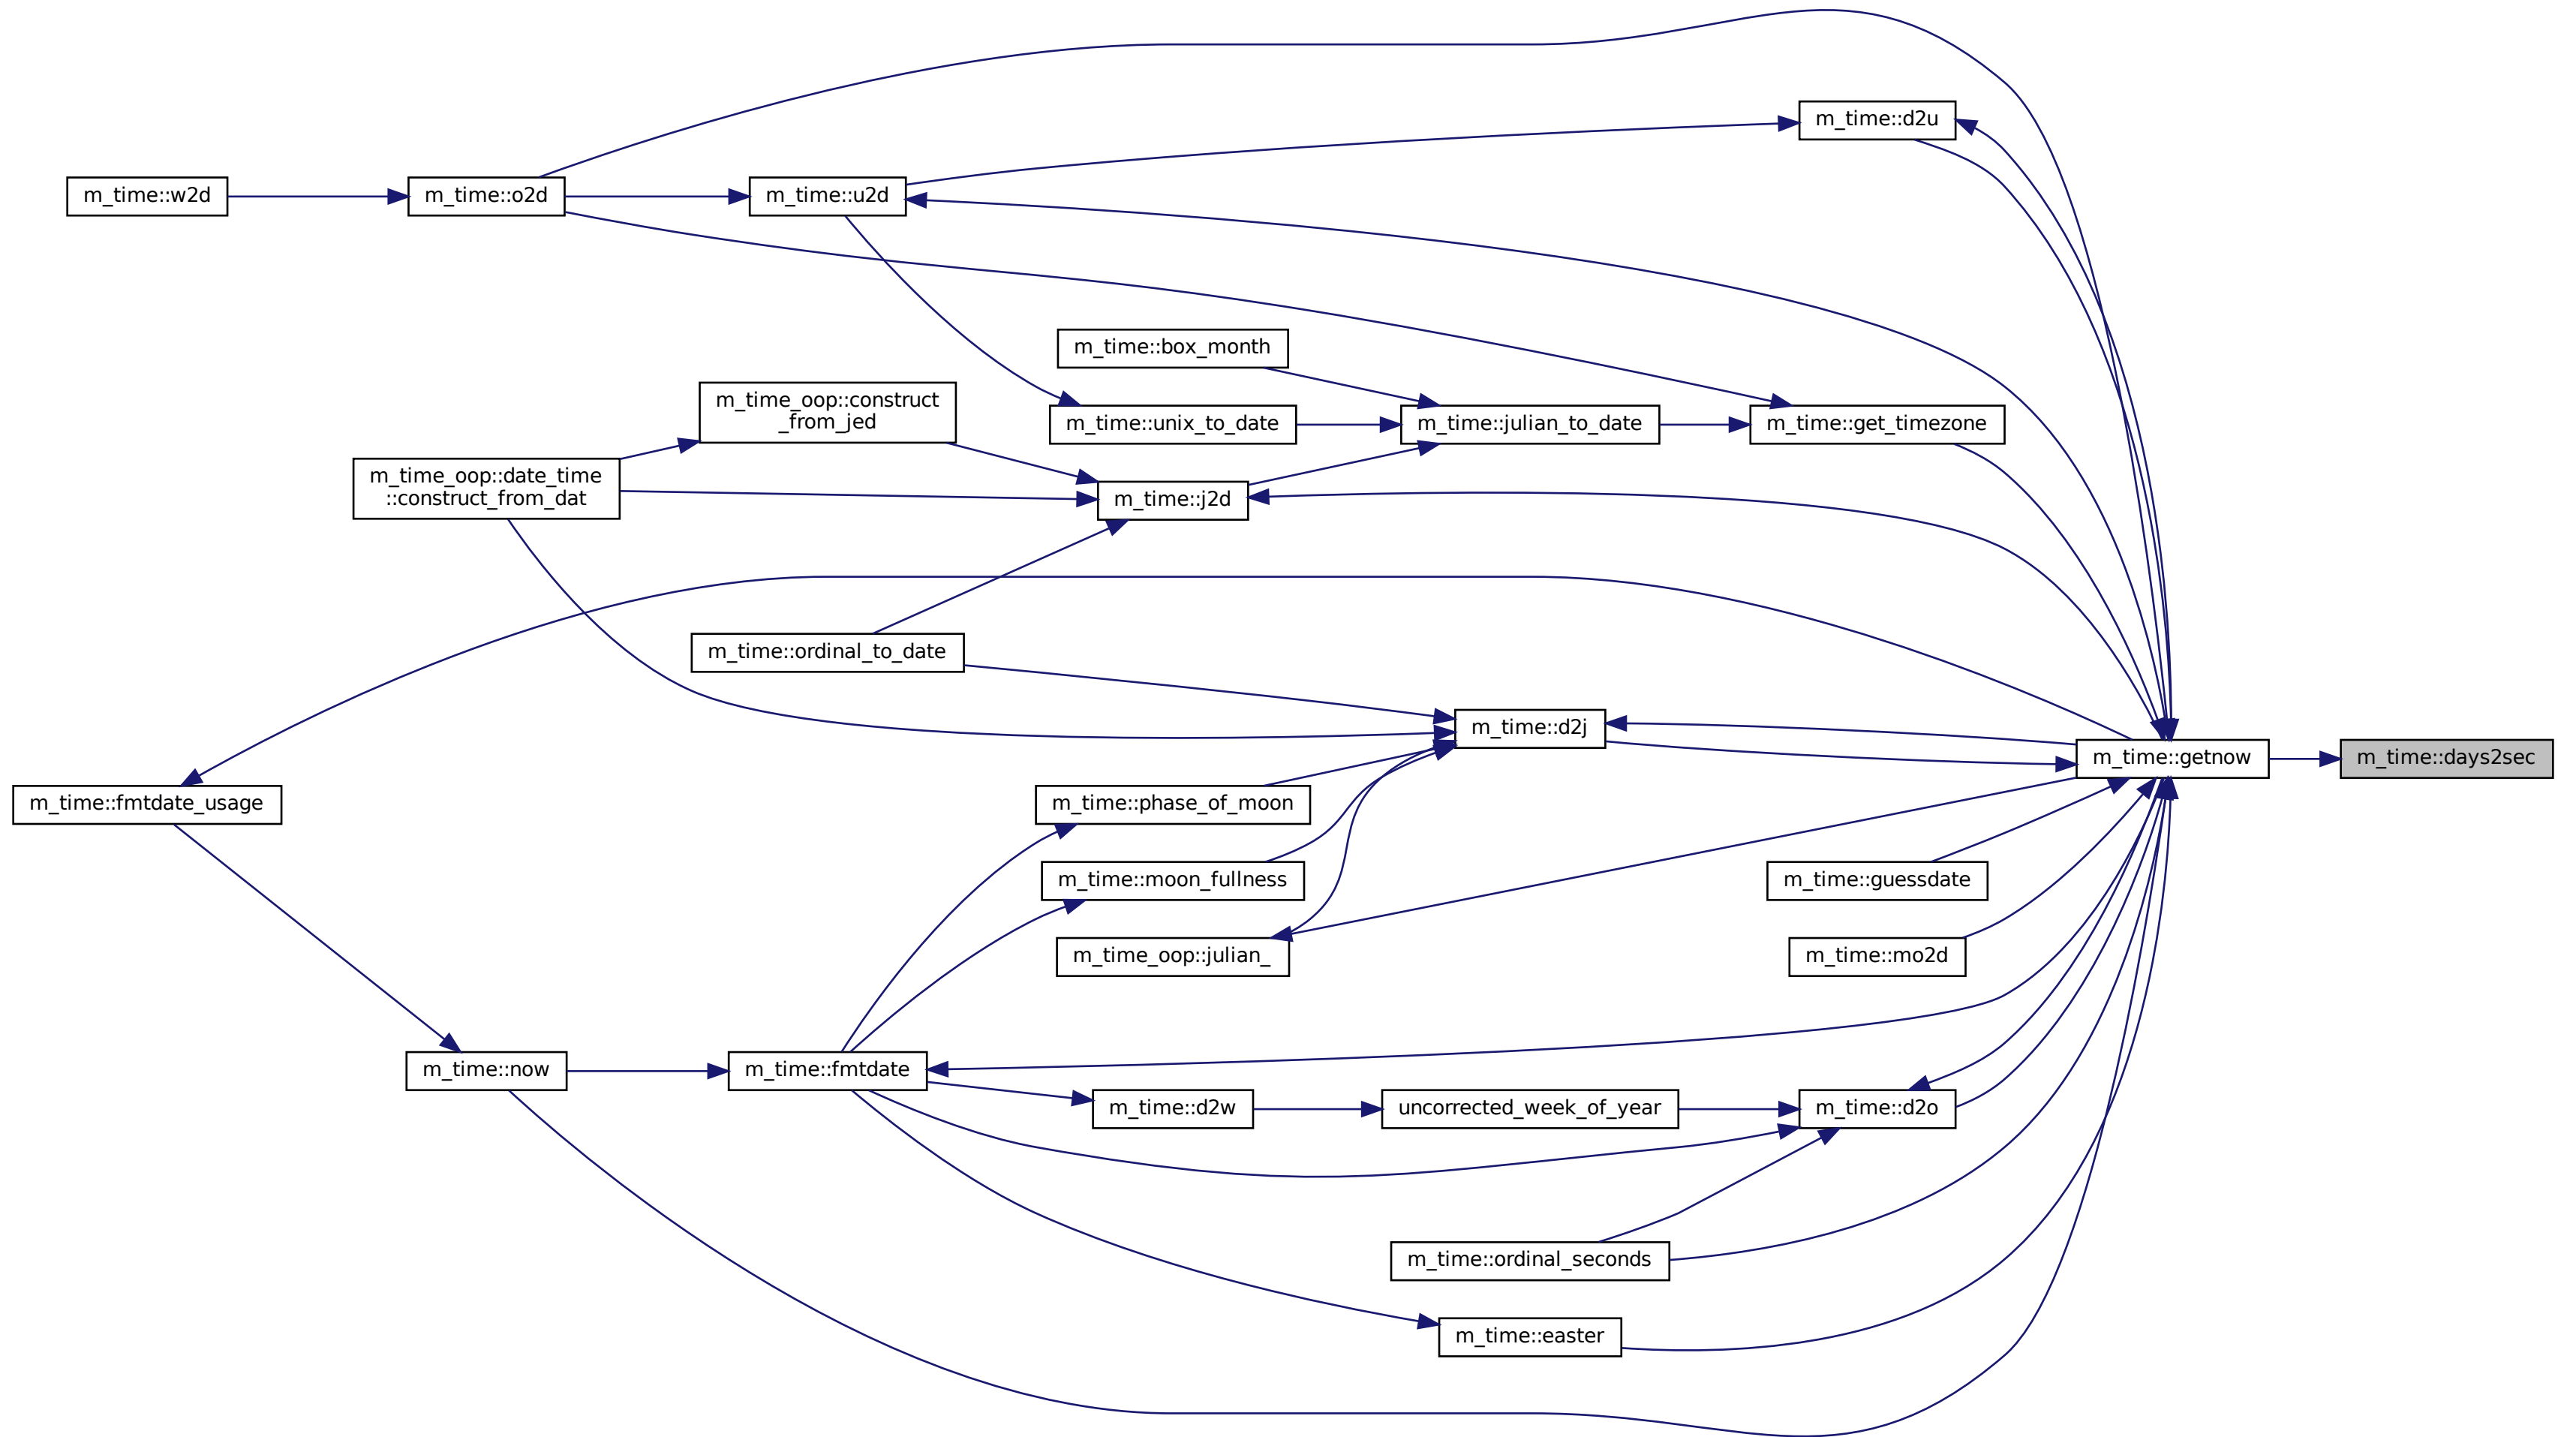 m_time::d2u
m_time::w2d
m_time::o2d
m_time::u2d
m_time::box_month
m_time_oop::construct
_from_jed
m_time::unix_to_date
m_time::julian_to_date
m_time::get_timezone
m_time_oop::date_time
::construct_from_dat
m_time::j2d
m_time::ordinal_to_date
m_time::d2j
m_time::getnow
m_time::days2sec
m_time::fmtdate_usage
m_time::phase_of_moon
m_time::moon_fullness
m_time::guessdate
m_time_oop::julian_
m_time::mo2d
m_time::now
m_time::fmtdate
m_time::d2w
uncorrected_week_of_year
m_time::d2o
m_time::ordinal_seconds
m_time::easter